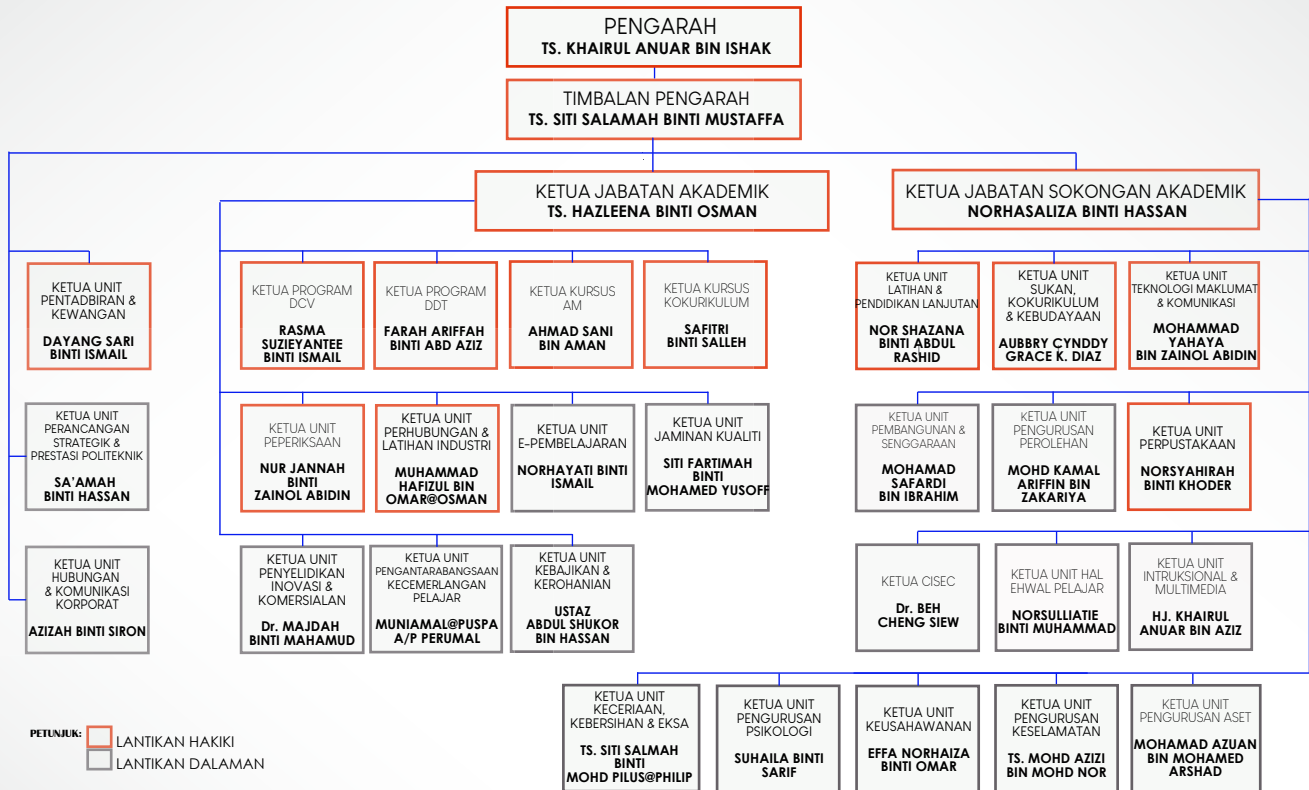 PENGARAH
TS. KHAIRUL ANUAR BIN ISHAK
TIMBALAN PENGARAH
TS. SITI SALAMAH BINTI MUSTAFFA
KETUA JABATAN AKADEMIK
TS. HAZLEENA BINTI OSMAN
KETUA JABATAN SOKONGAN AKADEMIK
NORHASALIZA BINTI HASSAN
KETUA UNIT
PENTADBIRAN &
KEWANGAN
DAYANG SARI
BINTI ISMAIL
KETUA PROGRAM
DCV
RASMA
SUZIEYANTEE
BINTI ISMAIL
KETUA PROGRAM
DDT
FARAH ARIFFAH
BINTI ABD AZIZ
KETUA KURSUS
AM
AHMAD SANI
BIN AMAN
KETUA KURSUS
KOKURIKULUM
SAFITRI
BINTI SALLEH
KETUA UNIT
LATIHAN &
PENDIDIKAN LANJUTAN
NOR SHAZANA
BINTI ABDUL
RASHID
KETUA UNIT
SUKAN,
KOKURIKULUM
& KEBUDAYAAN
AUBBRY CYNDDY
GRACE K. DIAZ
KETUA UNIT
TEKNOLOGI MAKLUMAT
& KOMUNIKASI
MOHAMMAD
YAHAYA
BIN ZAINOL ABIDIN
KETUA UNIT
PERANCANGAN
STRATEGIK &
PRESTASI POLITEKNIK
SA'AMAH
BINTI HASSAN
KETUA UNIT
PEPERIKSAAN
NUR JANNAH
BINTI
ZAINOL ABIDIN
KETUA UNIT
PERHUBUNGAN &
LATIHAN INDUSTRI
MUHAMMAD
HAFIZUL BIN
OMAR@OSMAN
KETUA UNIT
E-PEMBELAJARAN
NORHAYATI BINTI
ISMAIL
KETUA UNIT
JAMINAN KUALITI
SITI FARTIMAH
BINTI
MOHAMED YUSOFF
KETUA UNIT
PEMBANGUNAN &
SENGGARAAN
MOHAMAD
SAFARDI
BIN IBRAHIM
KETUA UNIT
PENGURUSAN
PEROLEHAN
MOHD KAMAL
ARIFFIN BIN
ZAKARIYA
KETUA UNIT
PERPUSTAKAAN
NORSYAHIRAH
BINTI KHODER
KETUA UNIT
HUBUNGAN
& KOMUNIKASI
KORPORAT
AZIZAH BINTI SIRON
KETUA UNIT
PENYELIDIKAN
INOVASI &
KOMERSIALAN
Dr. MAJDAH
BINTI MAHAMUD
KETUA UNIT
PENGANTARABANGSAAN
KECEMERLANGAN
PELAJAR
MUNIAMAL@PUSPA
A/P PERUMAL
KETUA UNIT
KEBAJIKAN &
KEROHANIAN
USTAZ
ABDUL SHUKOR
BIN HASSAN
KETUA CISEC
Dr. BEH
CHENG SIEW
KETUA UNIT HAL
EHWAL PELAJAR
NORSULLIATIE
BINTI MUHAMMAD
KETUA UNIT
INTRUKSIONAL &
MULTIMEDIA
HJ. KHAIRUL
ANUAR BIN AZIZ
KETUA UNIT
KECERIAAN,
KEBERSIHAN & EKSA
TS. SITI SALMAH
BINTI
MOHD PILUS@PHILIP
KETUA UNIT
PENGURUSAN
PSIKOLOGI
SUHAILA BINTI
SARIF
KETUA UNIT
KEUSAHAWANAN
EFFA NORHAIZA
BINTI OMAR
KETUA UNIT
PENGURUSAN
KESELAMATAN
TS. MOHD AZIZI
BIN MOHD NOR
KETUA UNIT
PENGURUSAN ASET
MOHAMAD AZUAN
BIN MOHAMED
ARSHAD
PETUNJUK:
LANTIKAN HAKIKI
LANTIKAN DALAMAN